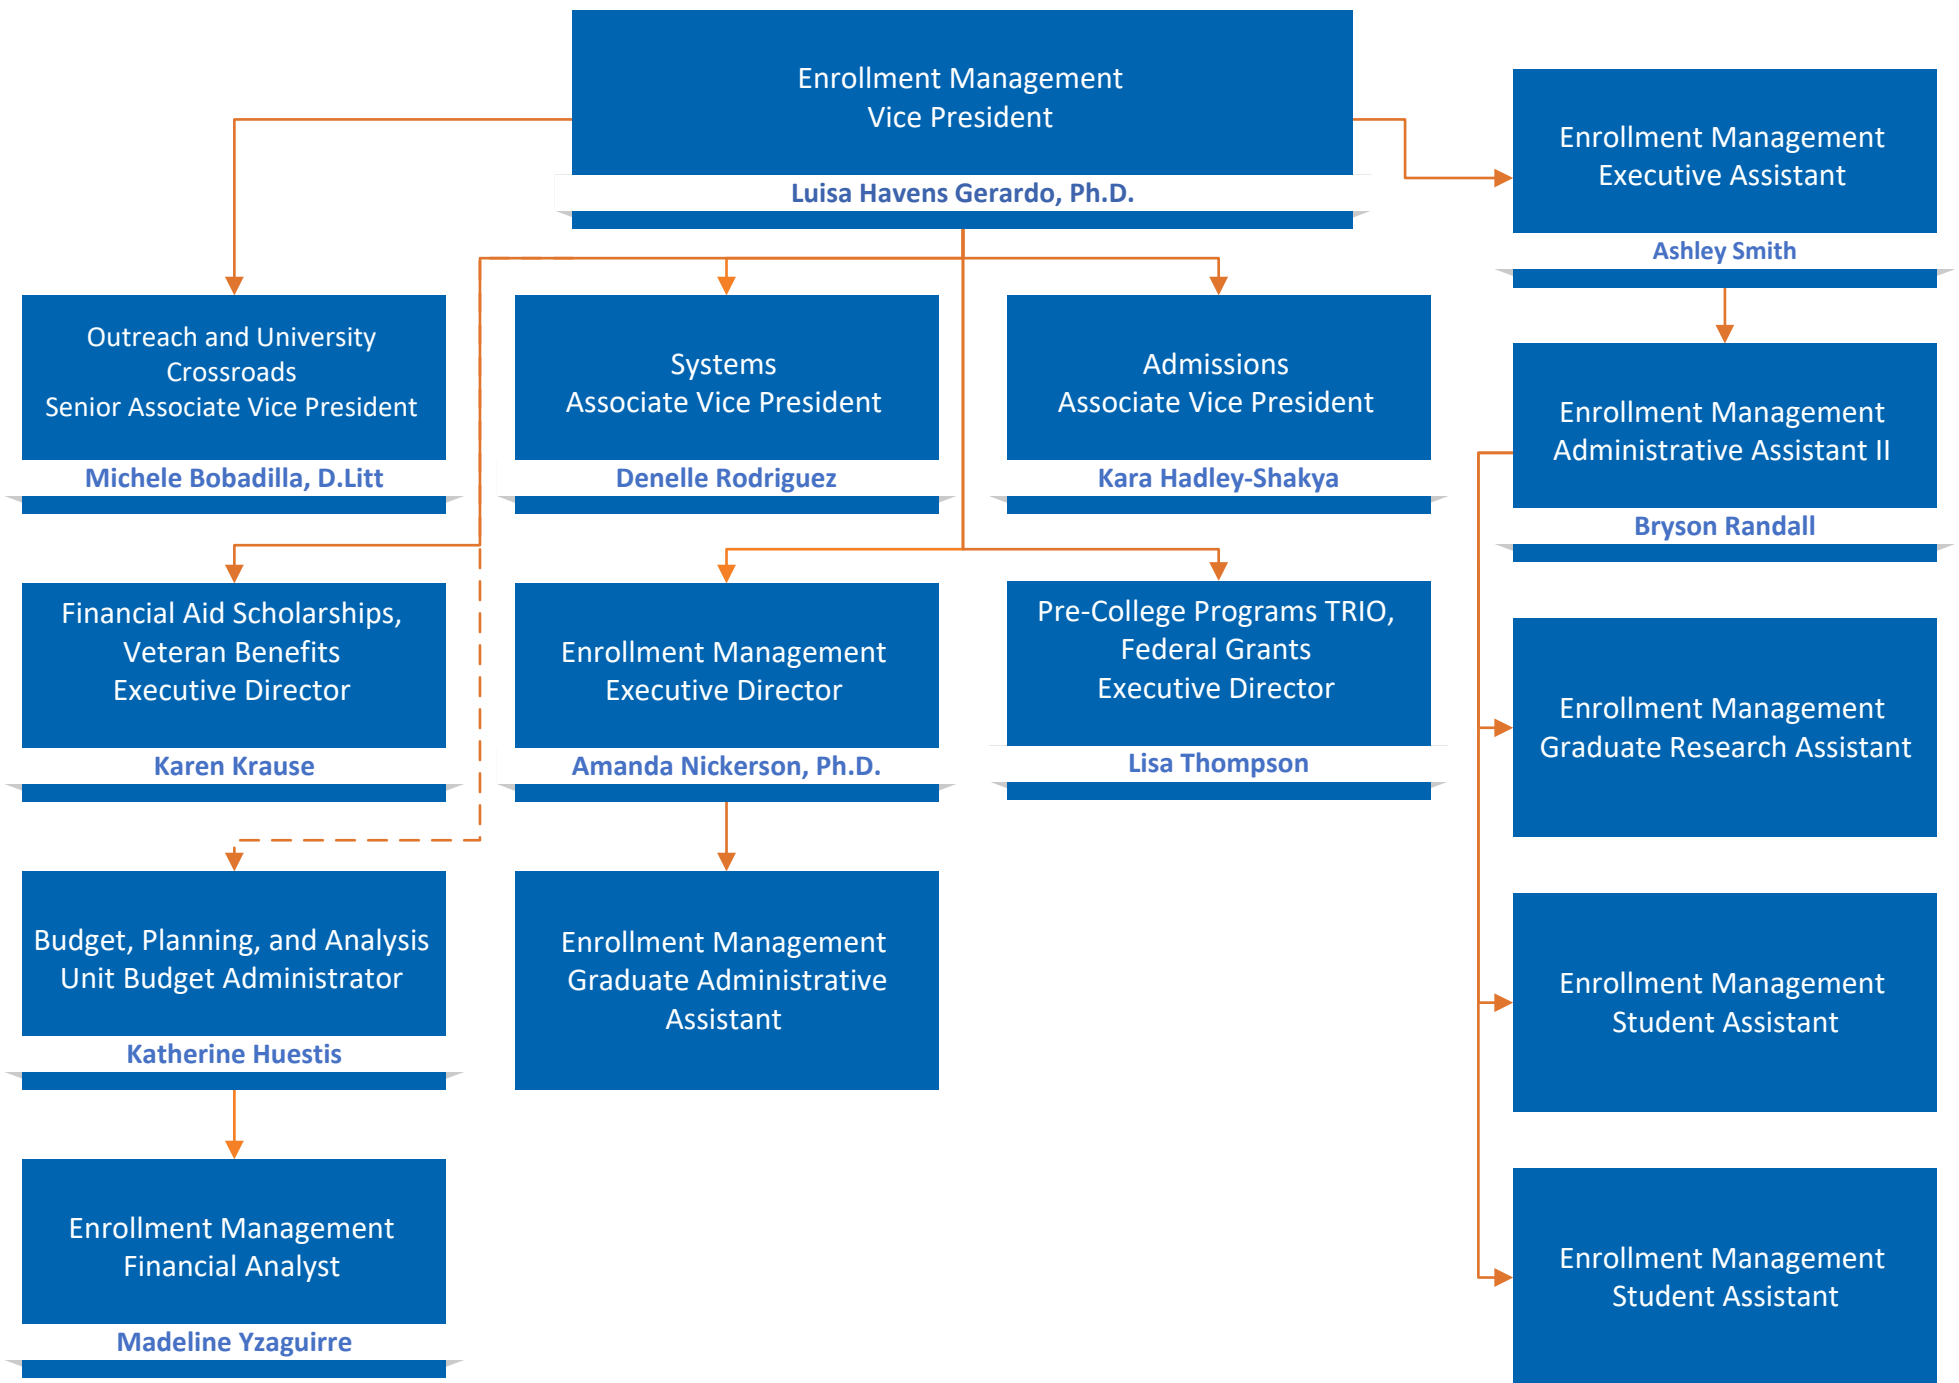 Enrollment Management
Vice President
Luisa Havens Gerardo, Ph.D.
Enrollment Management
Executive Assistant
Ashley Smith
Outreach and University
Crossroads
Senior Associate Vice President
Michele Bobadilla, D.Litt
Systems
Associate Vice President
Denelle Rodriguez
Admissions
Associate Vice President
Kara Hadley-Shakya
Enrollment Management
Administrative Assistant II
Bryson Randall
Financial Aid Scholarships,
Veteran Benefits
Executive Director
Karen Krause
Enrollment Management
Executive Director
Amanda Nickerson, Ph.D.
Pre-College Programs TRIO,
Federal Grants
Executive Director
Lisa Thompson
Enrollment Management
Graduate Research Assistant
Budget, Planning, and Analysis
Unit Budget Administrator
Katherine Huestis
Enrollment Management
Graduate Administrative
Assistant
Enrollment Management
Student Assistant
Enrollment Management
Financial Analyst
Madeline Yzaguirre
Enrollment Management
Student Assistant